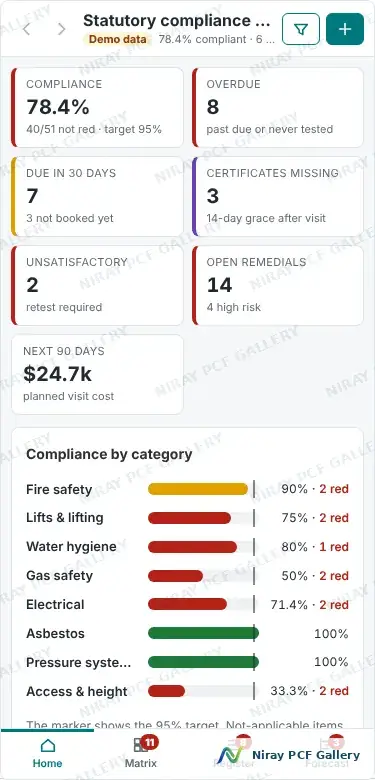 Statutory compliance ...
Demo data 78.4% compliant · 6 ...
COMPLIANCE
78.4%
40/51 not red · target 95%
OVERDUE
8
past due or never tested
DUE IN 30 DAYS
7
3 not booked yet
CERTIFICATES MISSING
3
14-day grace after visit
UNSATISFACTORY
2
retest required
OPEN REMEDIALS
14
4 high risk
NEXT 90 DAYS
$24.7k
planned visit cost
Compliance by category
Fire safety 90% · 2 red
Lifts & lifting 75% · 2 red
Water hygiene 80% · 1 red
Gas safety 50% · 2 red
Electrical 71.4% · 2 red
Asbestos 100%
Pressure syste... 100%
Access & height 33.3% · 2 red
The marker shows the 95% target. Not-applicable items
11
Home
Matrix
Register
Forecast
Niray PCF Gallery
NIRAY PCF GALLERY